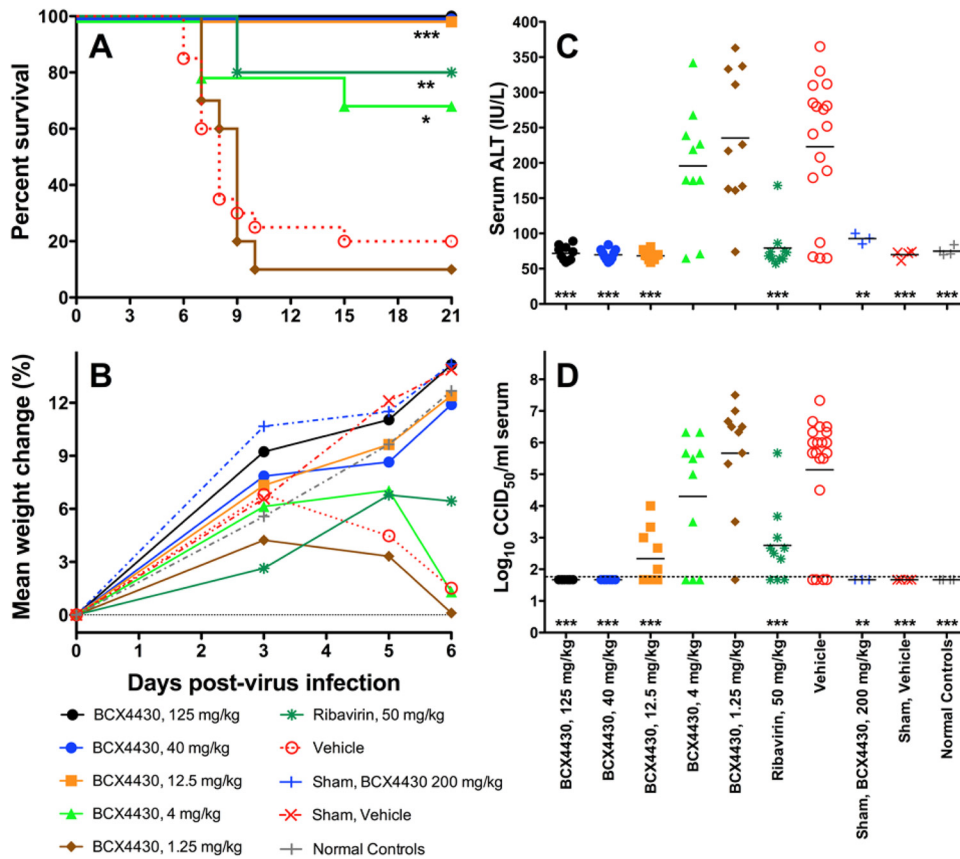 A
Percent survival
100
80
60
40
20
0
***
**
*
0 3 6 9 12 15 18 21
B
Mean weight change (%)
12
9
6
3
0
0 1 2 3 4 5 6
Days post-virus infection
BCX4430, 125 mg/kg
BCX4430, 40 mg/kg
BCX4430, 12.5 mg/kg
BCX4430, 4 mg/kg
BCX4430, 1.25 mg/kg
Ribavirin, 50 mg/kg
Vehicle
Sham, BCX4430 200 mg/kg
Sham, Vehicle
Normal Controls
C
Serum ALT (IU/L)
400
350
300
250
200
150
100
50
0
*** *** *** *** ** *** ***
D
Log10 CCID50/ml serum
8
7
6
5
4
3
2
1
0
*** *** *** *** ** *** ***
BCX4430, 125 mg/kg
BCX4430, 40 mg/kg
BCX4430, 12.5 mg/kg
BCX4430, 4 mg/kg
BCX4430, 1.25 mg/kg
Ribavirin, 50 mg/kg
Vehicle
Sham, BCX4430, 200 mg/kg
Sham, Vehicle
Normal Controls